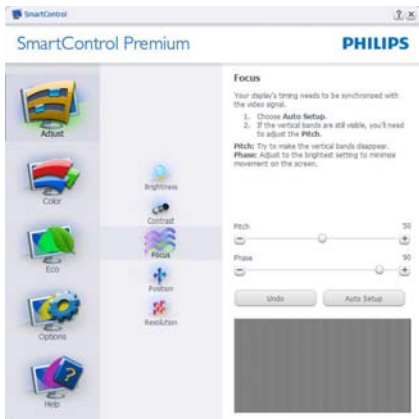 SmartControl
SmartControl Premium
PHILIPS
Adjust
Color
Eco
Options
Help
Brightness
Contrast
Focus
Position
Resolution
Focus
Your display's timing needs to be synchronized with
the video signal.
1. Choose Auto Setup.
2. If the vertical bands are still visible, you'll need
to adjust the Pitch.
Pitch: Try to make the vertical bands disappear.
Phase: Adjust to the brightest setting to minimize
movement on the screen.
Pitch 50
Phase 90
Undo Auto Setup